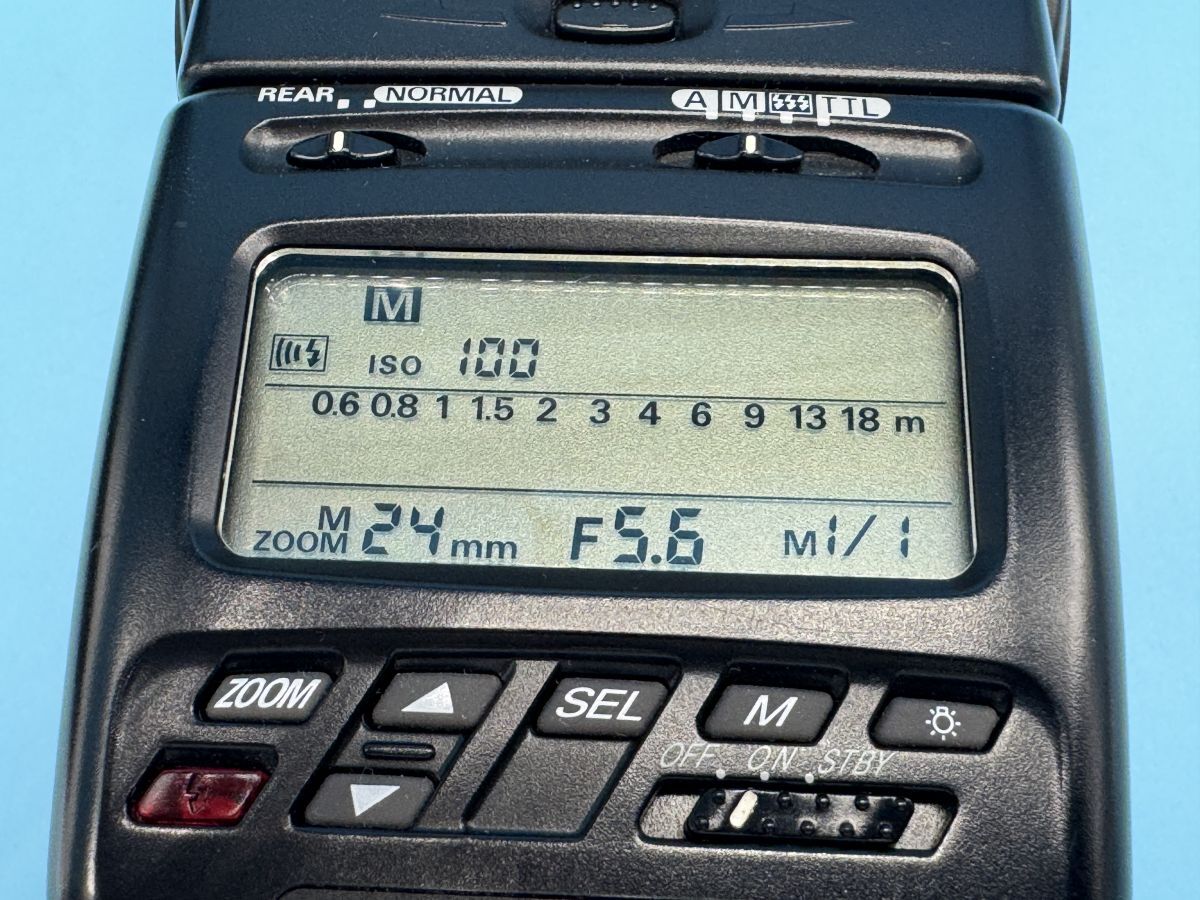 REAR NORMAL A M TTL
M
ISO 100
0.6 0.8 1 1.5 2 3 4 6 9 13 18 m
M ZOOM 24 mm F5.6 M1/1
ZOOM SEL M
OFF ON STBY